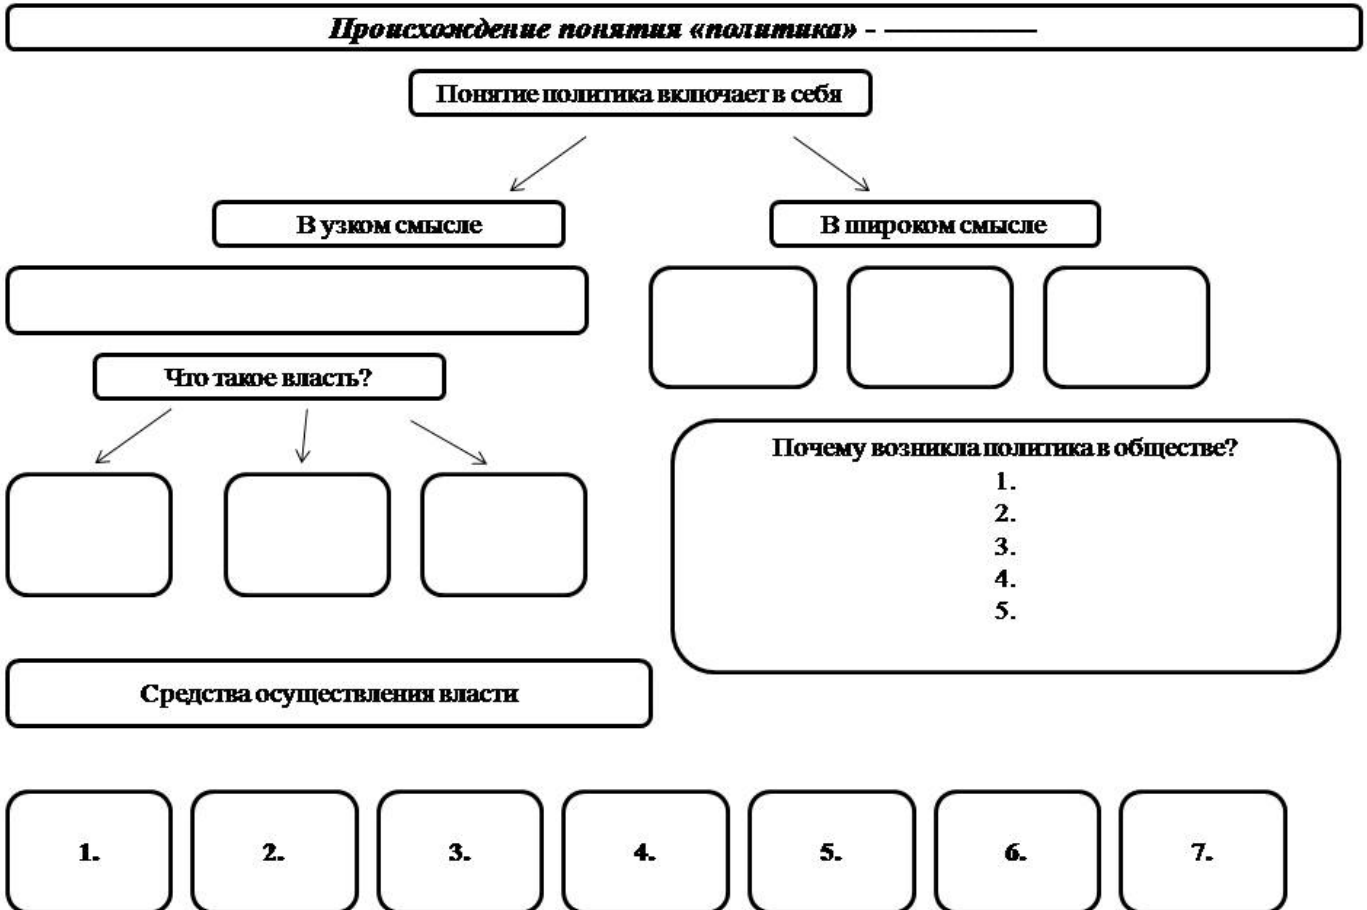 Происхождение понятия «политика» - ——————
Понятие политика включает в себя
В узком смысле
В широком смысле
Что такое власть?
Почему возникла политика в обществе?
1.
2.
3.
4.
5.
Средства осуществления власти
1.
2.
3.
4.
5.
6.
7.